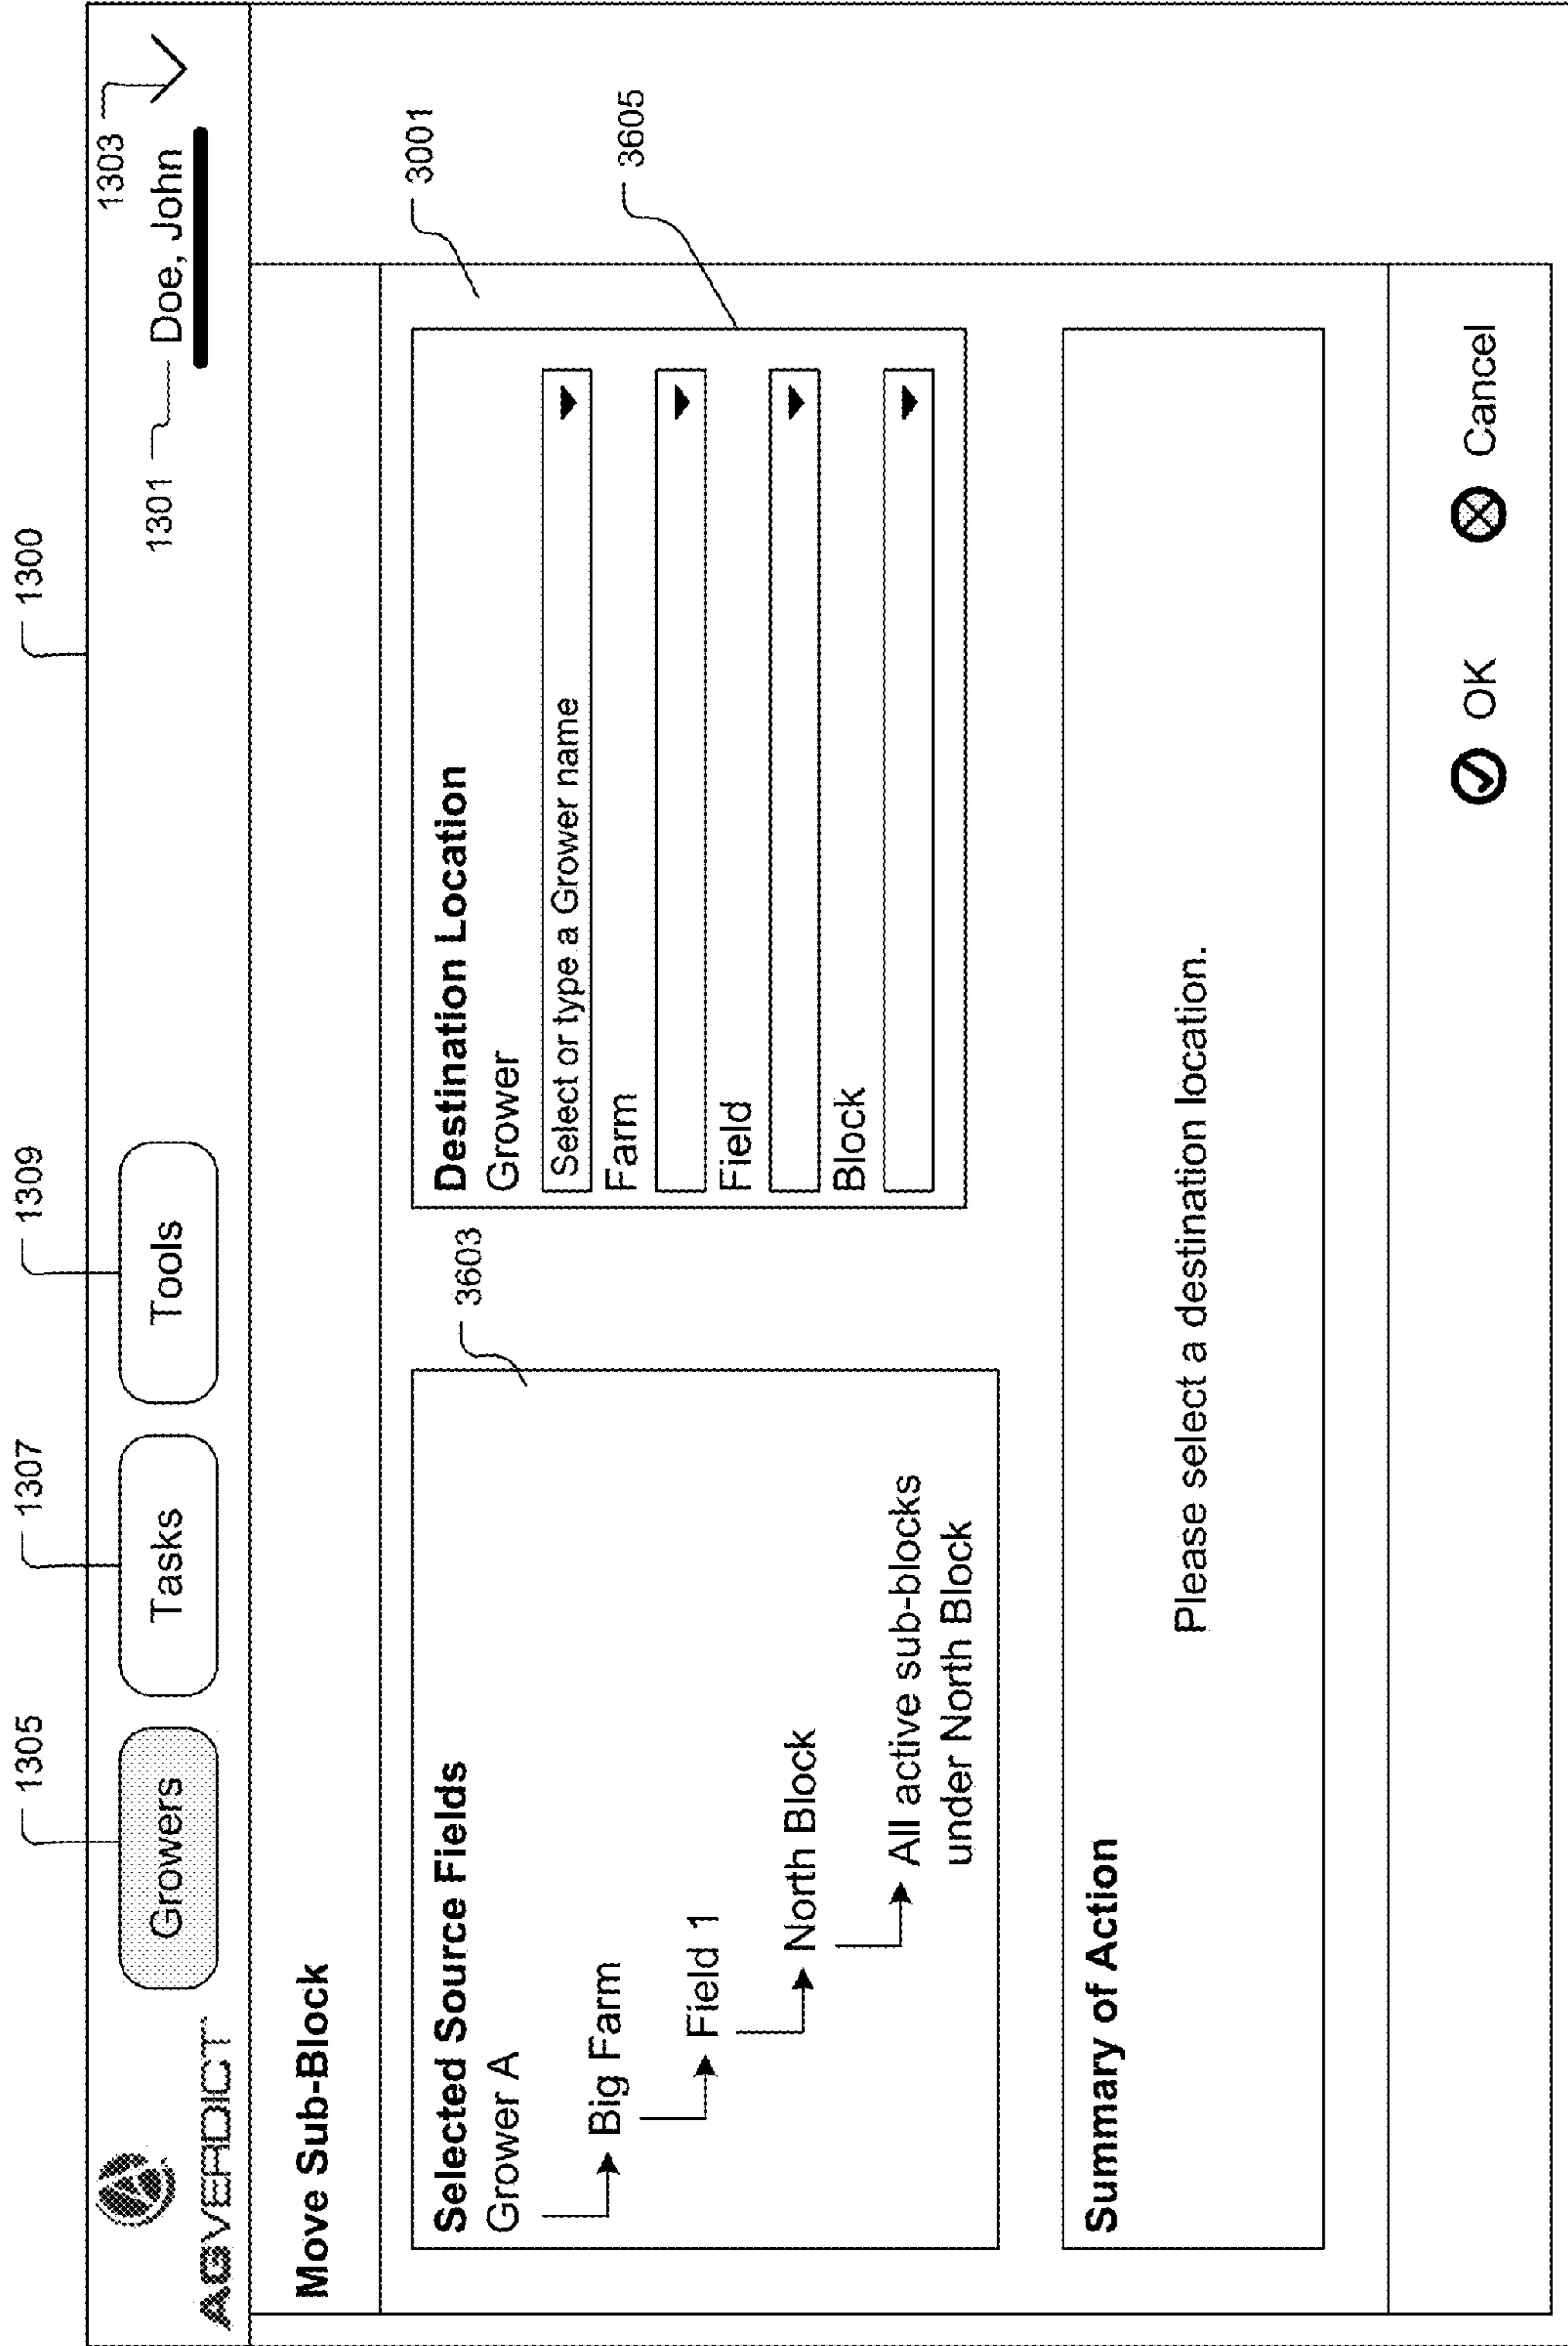 1300
1305
1307
1309
1303
1301
AGVERDICT
Growers
Tasks
Tools
Doe, John
Move Sub-Block
3001
Selected Source Fields
Grower A
Big Farm
Field 1
North Block
All active sub-blocks
under North Block
3603
Destination Location
Grower
Select or type a Grower name
Farm
Field
Block
3605
Summary of Action
Please select a destination location.
OK
Cancel